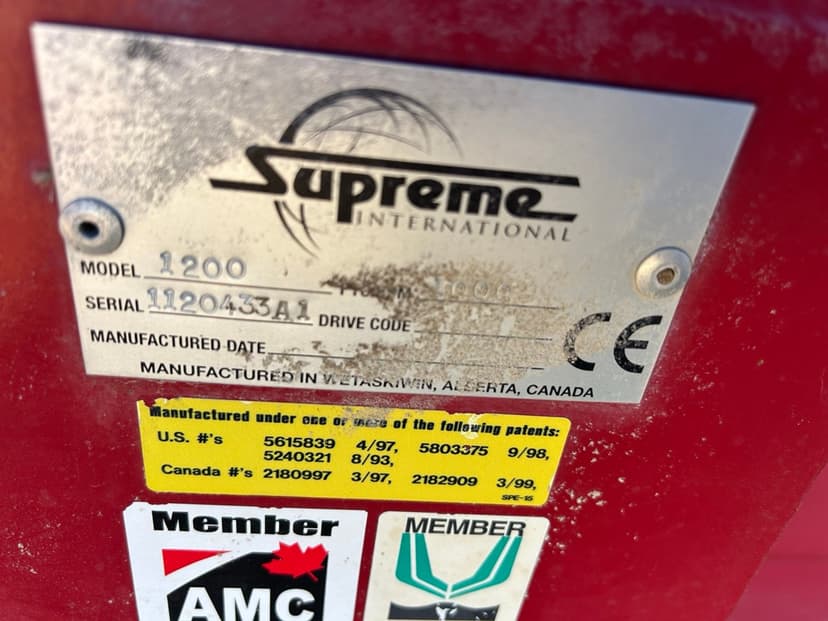 Supreme
INTERNATIONAL
MODEL 1200
SERIAL 1120433A1 DRIVE CODE
MANUFACTURED DATE
CE
MANUFACTURED IN WETASKIWIN, ALBERTA, CANADA
Manufactured under one or more of the following patents:
U.S. #'s 5615839 4/97, 5803375 9/98,
5240321 8/93,
Canada #'s 2180997 3/97, 2182909 3/99,
SPE-15
Member
AMC
MEMBER